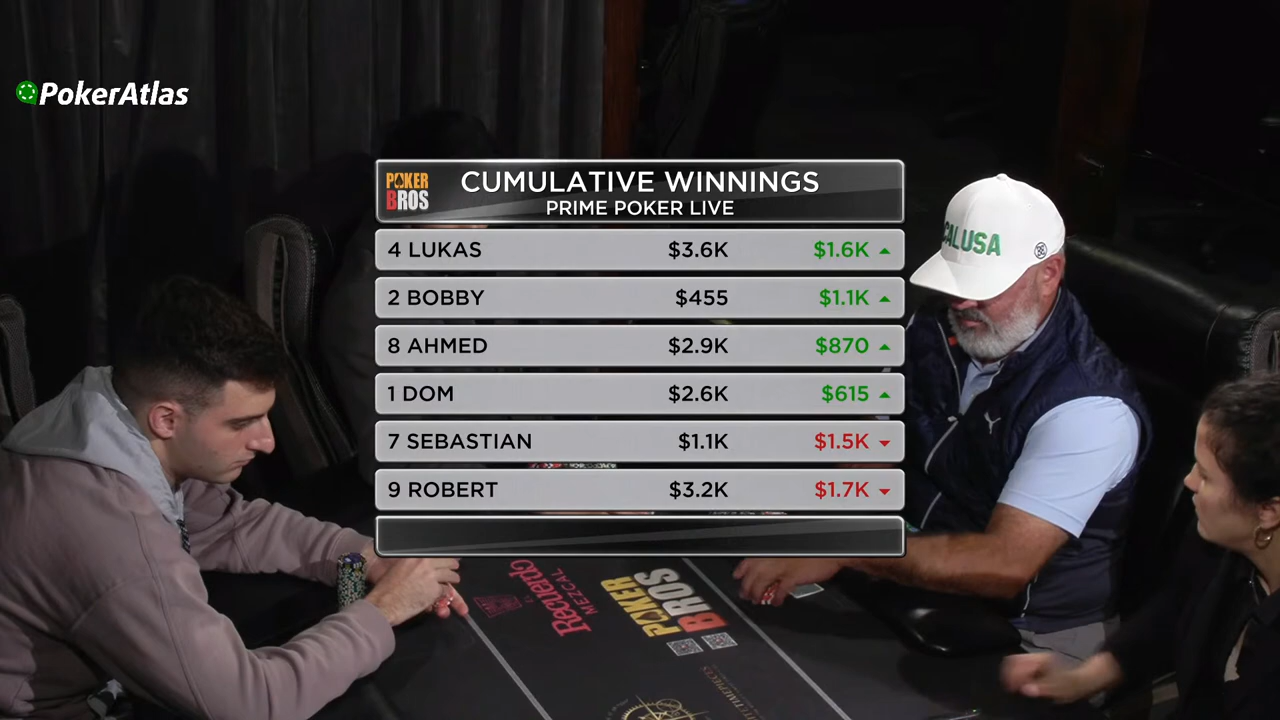 PokerAtlas
POKER
BROS
CUMULATIVE WINNINGS
PRIME POKER LIVE
4 LUKAS $3.6K $1.6K
2 BOBBY $455 $1.1K
8 AHMED $2.9K $870
1 DOM $2.6K $615
7 SEBASTIAN $1.1K $1.5K
9 ROBERT $3.2K $1.7K
CALUSA
Recuerdo
MEZCAL
POKER
BROS